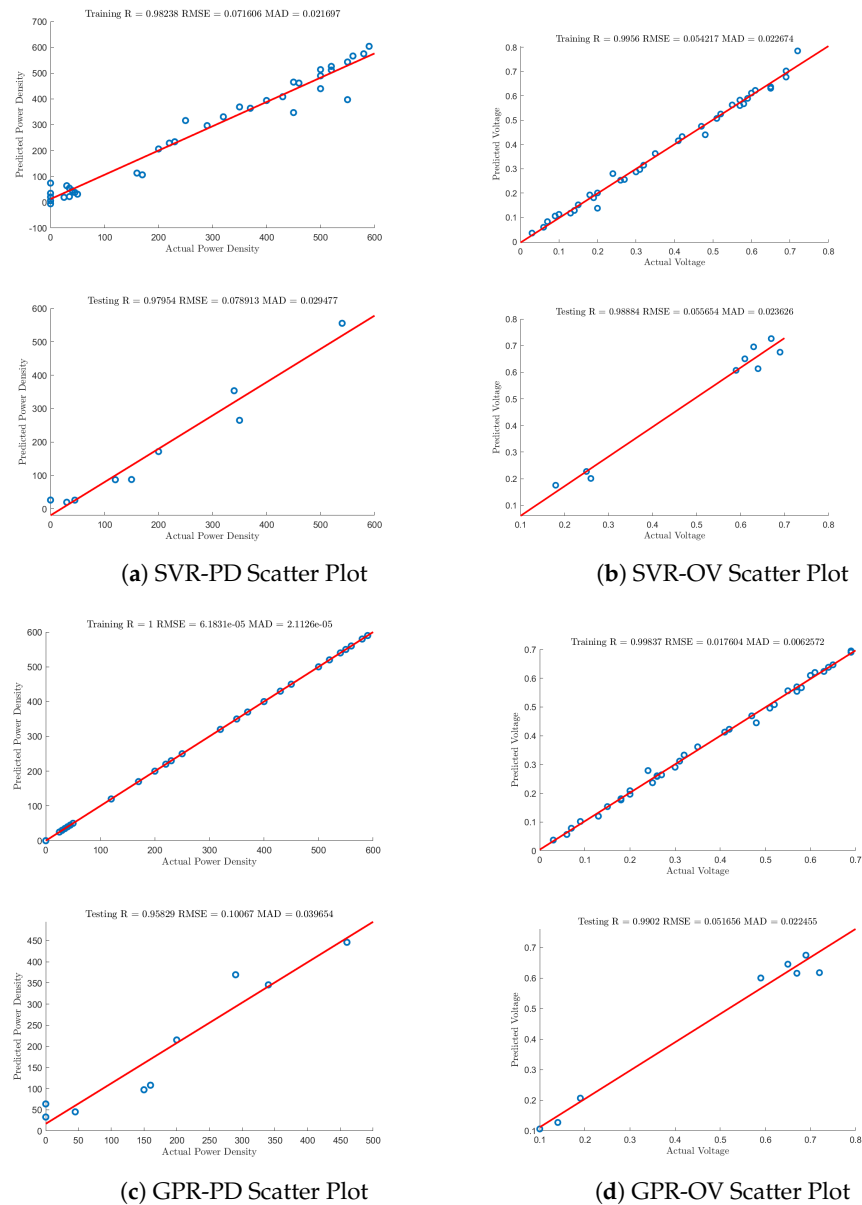 Training R = 0.98238 RMSE = 0.071606 MAD = 0.021697
700
600
500
400
300
200
100
0
-100
Predicted Power Density
0 100 200 300 400 500 600
Actual Power Density
Training R = 0.9956 RMSE = 0.054217 MAD = 0.022674
0.8
0.7
0.6
0.5
0.4
0.3
0.2
0.1
0
Predicted Voltage
0 0.1 0.2 0.3 0.4 0.5 0.6 0.7 0.8
Actual Voltage
Testing R = 0.97954 RMSE = 0.078913 MAD = 0.029477
600
500
400
300
200
100
0
Predicted Power Density
0 100 200 300 400 500 600
Actual Power Density
Testing R = 0.98884 RMSE = 0.055654 MAD = 0.023626
0.8
0.7
0.6
0.5
0.4
0.3
0.2
0.1
Predicted Voltage
0.1 0.2 0.3 0.4 0.5 0.6 0.7 0.8
Actual Voltage
(a) SVR-PD Scatter Plot
(b) SVR-OV Scatter Plot
Training R = 1 RMSE = 6.1831e-05 MAD = 2.1126e-05
600
500
400
300
200
100
0
Predicted Power Density
0 100 200 300 400 500 600
Actual Power Density
Training R = 0.99837 RMSE = 0.017604 MAD = 0.0062572
0.7
0.6
0.5
0.4
0.3
0.2
0.1
0
Predicted Voltage
0 0.1 0.2 0.3 0.4 0.5 0.6 0.7
Actual Voltage
Testing R = 0.95829 RMSE = 0.10067 MAD = 0.039654
450
400
350
300
250
200
150
100
50
0
Predicted Power Density
0 50 100 150 200 250 300 350 400 450 500
Actual Power Density
Testing R = 0.9902 RMSE = 0.051656 MAD = 0.022455
0.7
0.6
0.5
0.4
0.3
0.2
0.1
Predicted Voltage
0.1 0.2 0.3 0.4 0.5 0.6 0.7 0.8
Actual Voltage
(c) GPR-PD Scatter Plot
(d) GPR-OV Scatter Plot